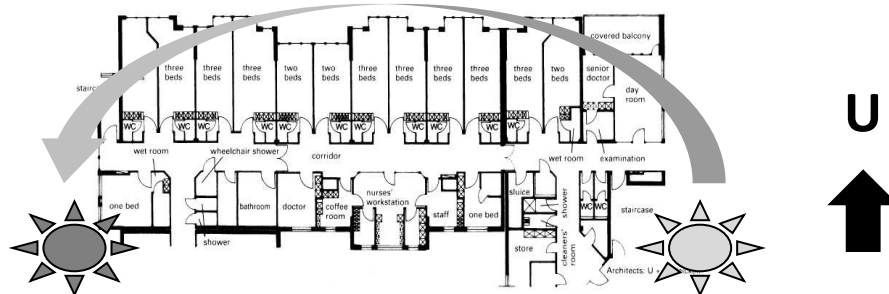 covered balcony
three
beds
three
beds
three
beds
two
beds
two
beds
three
beds
three
beds
three
beds
three
beds
two
beds
senior
doctor
day
room
U
WC
WC
WC
WC
WC
WC
WC
WC
WC
wet room
wheelchair shower
corridor
wet room
examination
one bed
bathroom
doctor
coffee
room
nurses'
workstation
staff
one bed
sluice
shower
WC
WC
staircase
shower
store
cleaners'
room
Architects: U